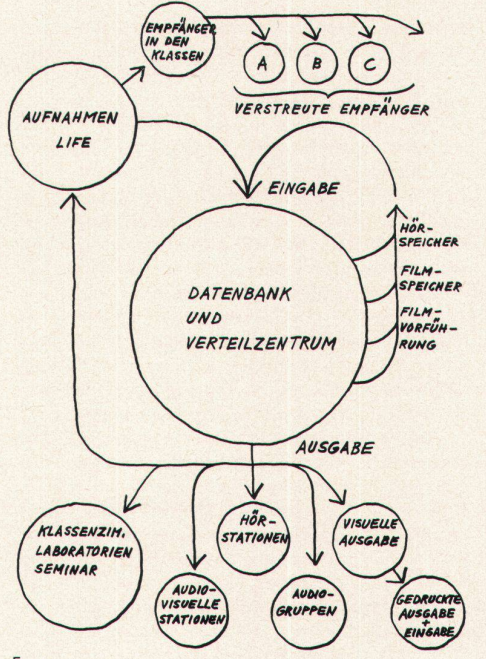 EMPFÄNGER
IN DEN
KLASSEN
A
B
C
VERSTREUTE EMPFÄNGER
AUFNAHMEN
LIFE
EINGABE
HÖR-
SPEICHER
FILM-
SPEICHER
FILM-
VORFÜH-
RUNG
DATENBANK
UND
VERTEILZENTRUM
AUSGABE
KLASSENZIM.
LABORATORIEN
SEMINAR
HÖR-
STATIONEN
VISUELLE
AUSGABE
AUDIO-
VISUELLE
STATIONEN
AUDIO-
GRUPPEN
GEDRUCKTE
AUSGABE
+
EINGABE